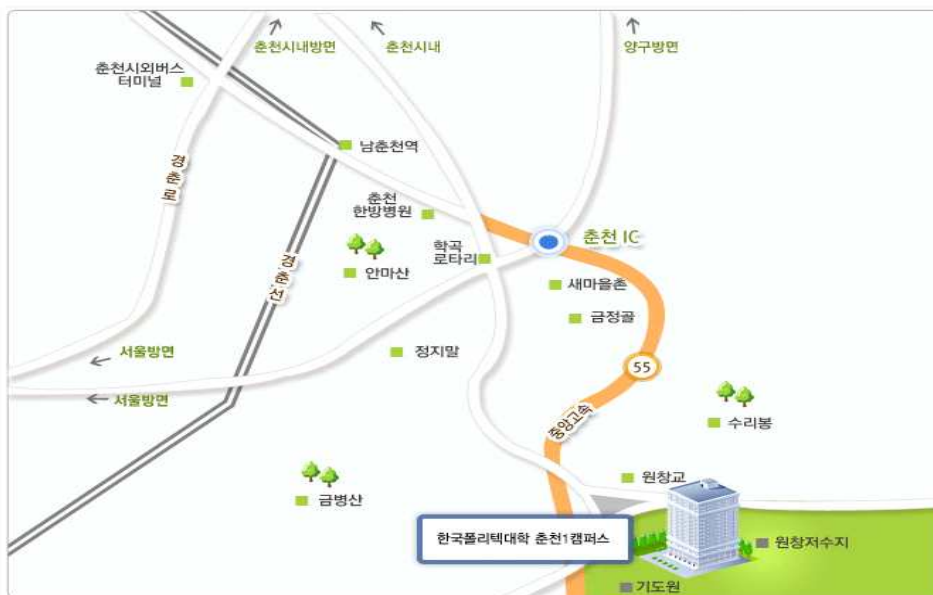 춘천시내방면
춘천시내
양구방면
춘천시외버스
터미널
남춘천역
경춘로
춘천
한방병원
춘천 IC
학곡
로타리
안마산
경춘선
새마을촌
금정골
서울방면
정지말
55
서울방면
수리봉
중앙고속
원창교
금병산
한국폴리텍대학 춘천1캠퍼스
원창저수지
기도원